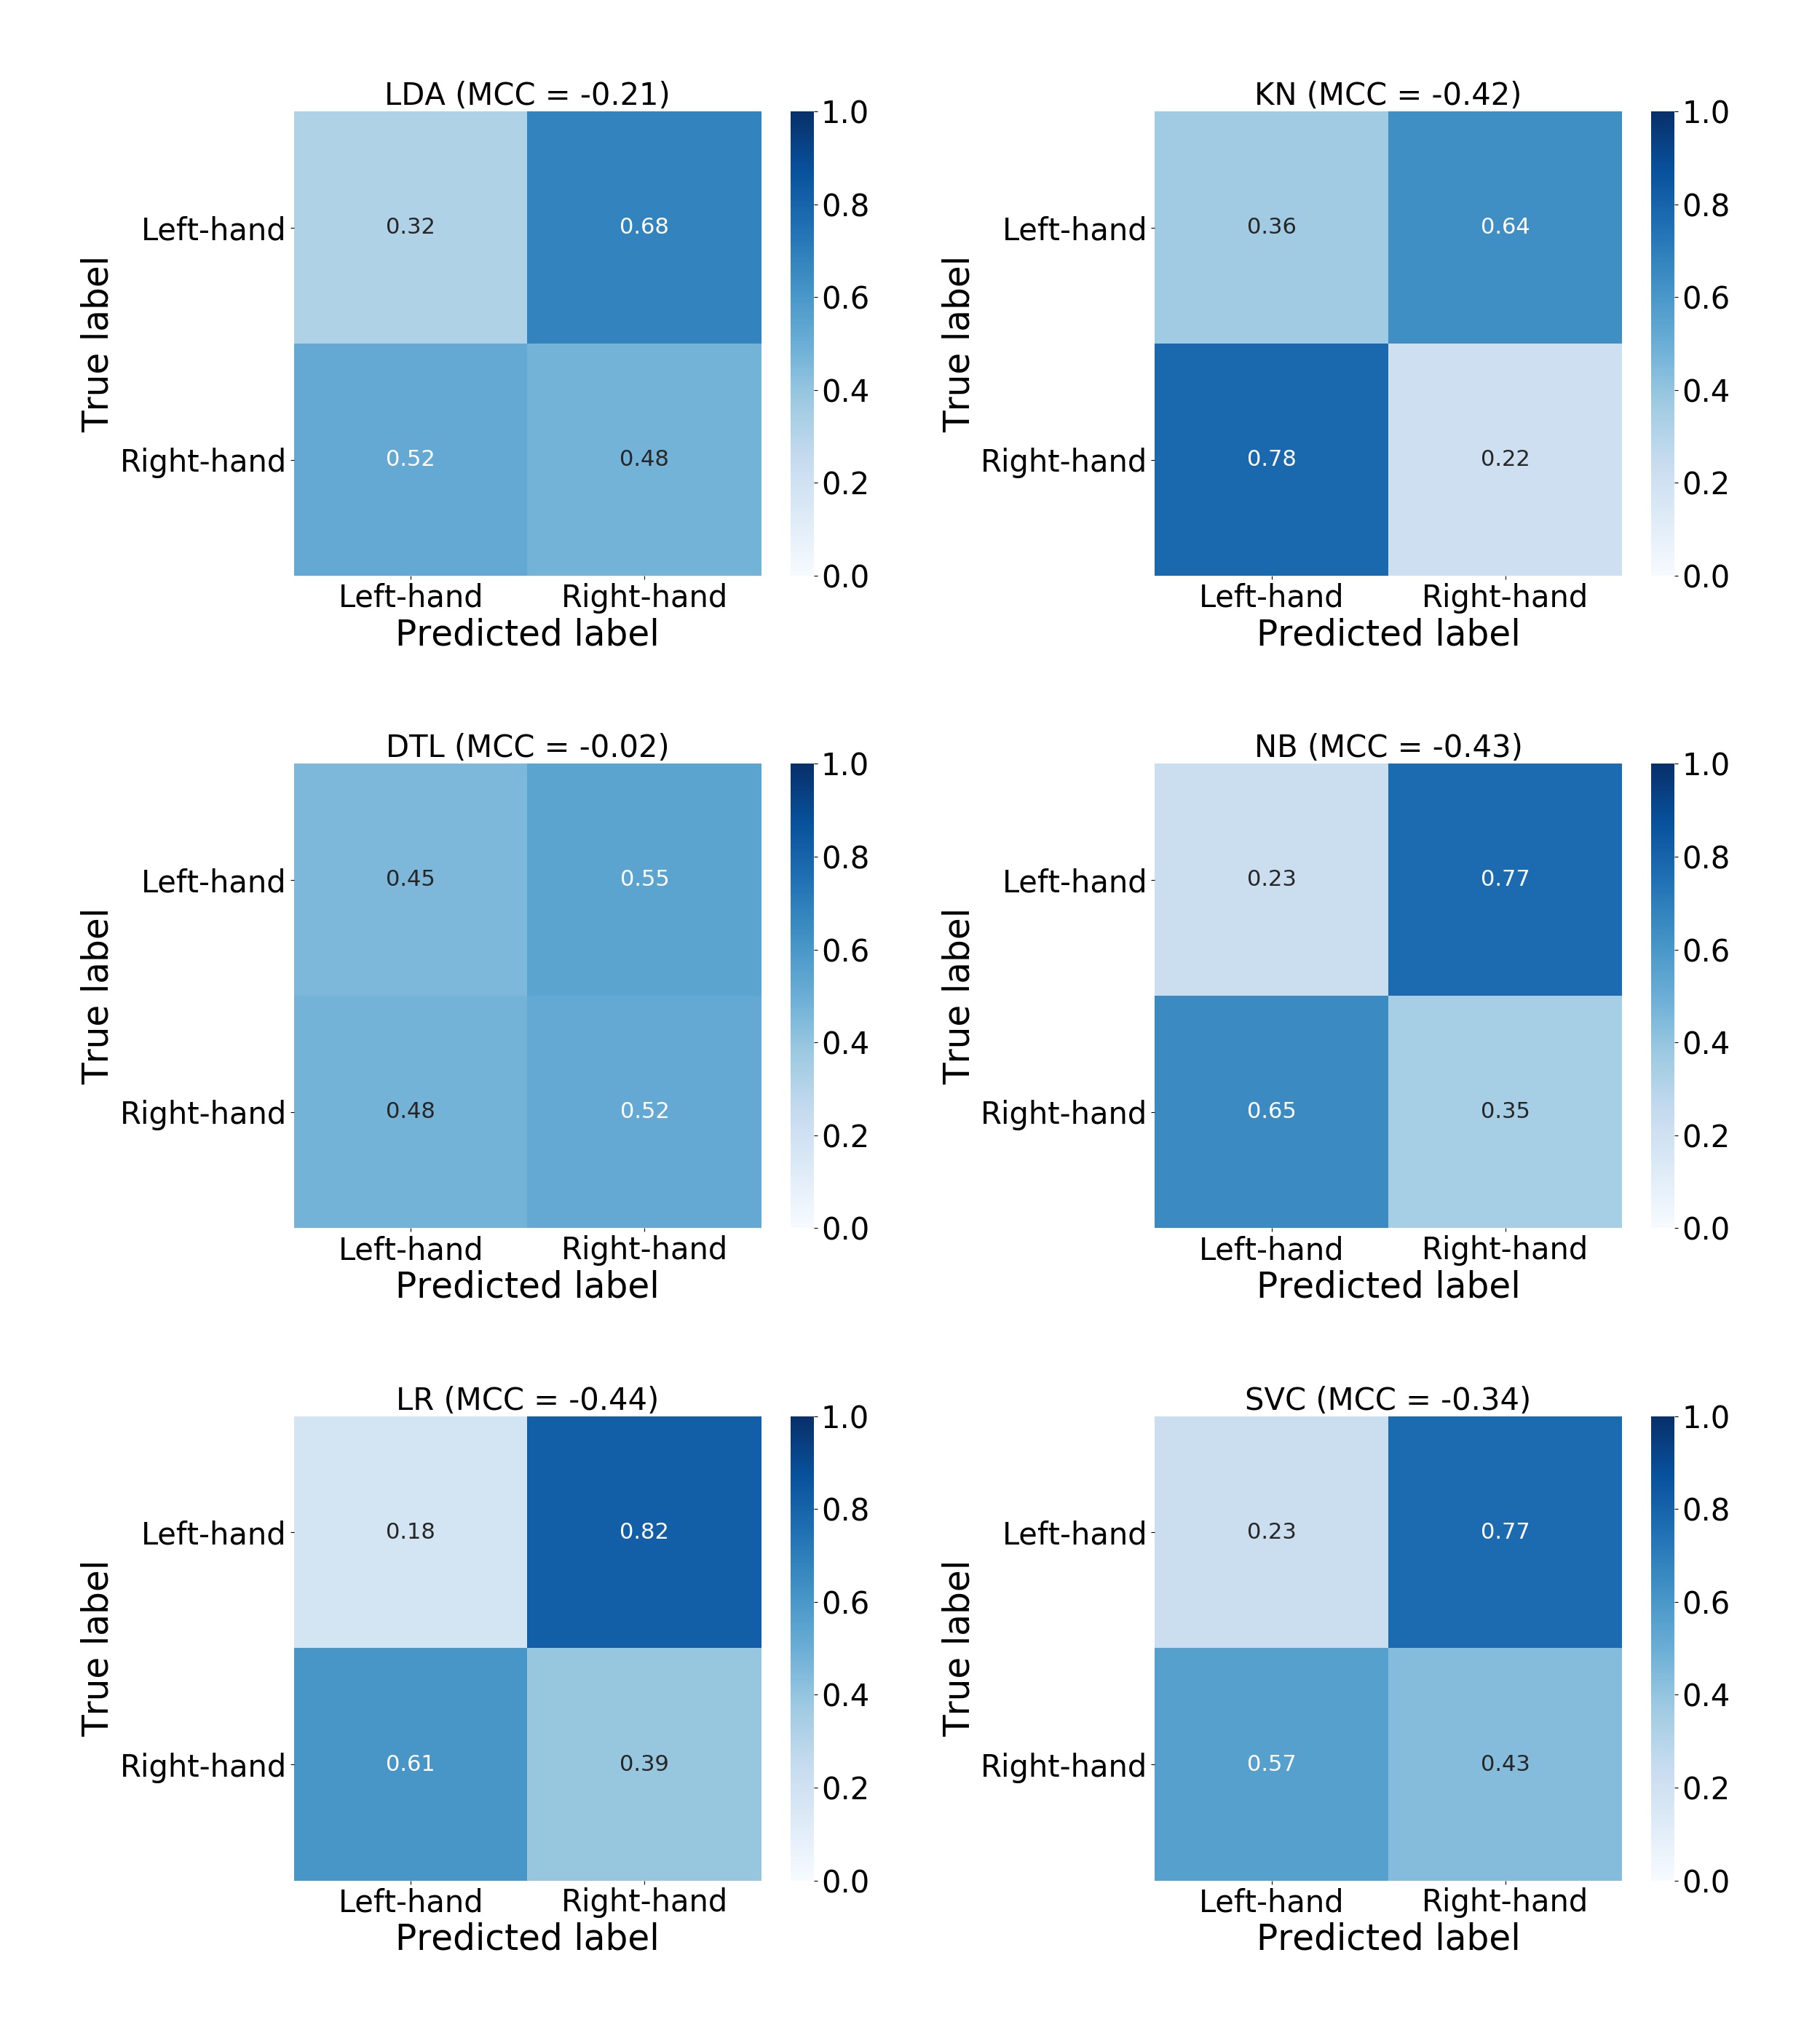 LDA (MCC = -0.21)
1.0
0.8
0.6
0.4
0.2
0.0
True label
Left-hand
Right-hand
0.32 0.68
0.52 0.48
Left-hand Right-hand
Predicted label
KN (MCC = -0.42)
1.0
0.8
0.6
0.4
0.2
0.0
True label
Left-hand
Right-hand
0.36 0.64
0.78 0.22
Left-hand Right-hand
Predicted label
DTL (MCC = -0.02)
1.0
0.8
0.6
0.4
0.2
0.0
True label
Left-hand
Right-hand
0.45 0.55
0.48 0.52
Left-hand Right-hand
Predicted label
NB (MCC = -0.43)
1.0
0.8
0.6
0.4
0.2
0.0
True label
Left-hand
Right-hand
0.23 0.77
0.65 0.35
Left-hand Right-hand
Predicted label
LR (MCC = -0.44)
1.0
0.8
0.6
0.4
0.2
0.0
True label
Left-hand
Right-hand
0.18 0.82
0.61 0.39
Left-hand Right-hand
Predicted label
SVC (MCC = -0.34)
1.0
0.8
0.6
0.4
0.2
0.0
True label
Left-hand
Right-hand
0.23 0.77
0.57 0.43
Left-hand Right-hand
Predicted label